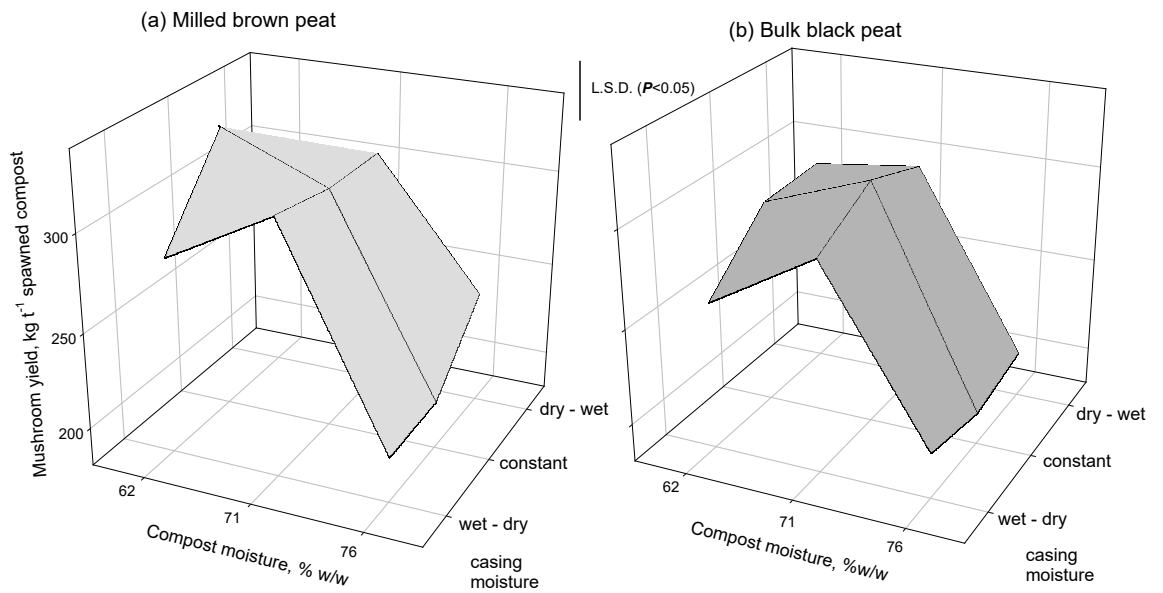 (a) Milled brown peat
(b) Bulk black peat
L.S.D. (P<0.05)
Mushroom yield, kg t⁻¹ spawned compost
300
250
200
62
71
76
Compost moisture, % w/w
dry - wet
constant
wet - dry
casing
moisture
62
71
76
Compost moisture, %w/w
dry - wet
constant
wet - dry
casing
moisture